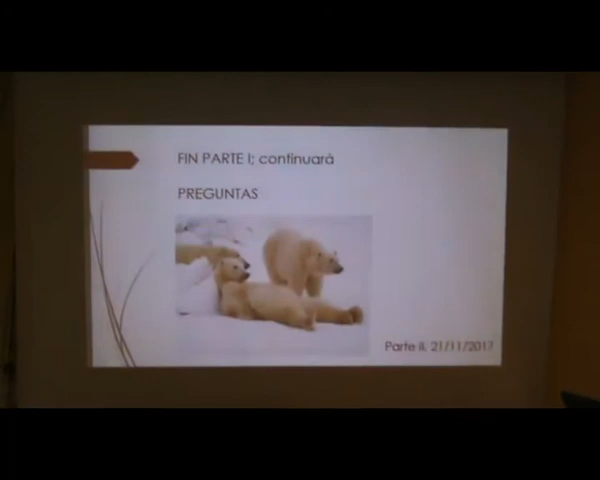 FIN PARTE I; continuará
PREGUNTAS
Parte II, 21/11/2017